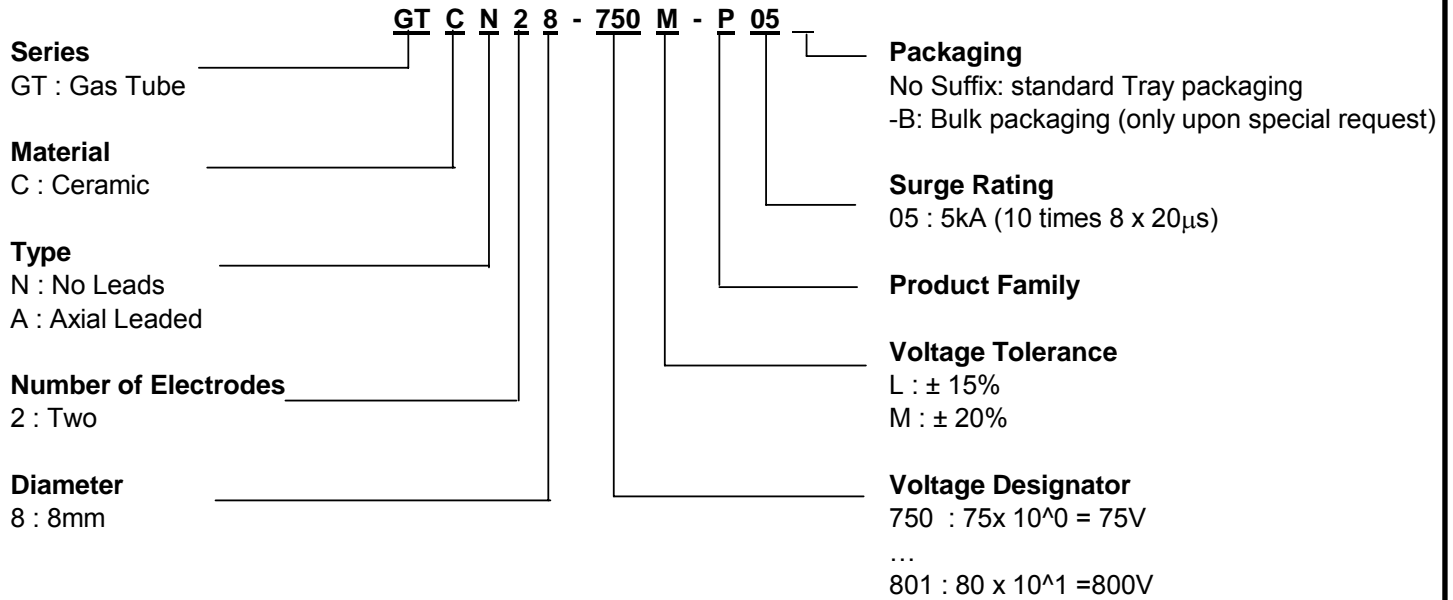 GT C N 2 8 - 750 M - P 05 _
Series
GT : Gas Tube
Material
C : Ceramic
Type
N : No Leads
A : Axial Leaded
Number of Electrodes
2 : Two
Diameter
8 : 8mm
Packaging
No Suffix: standard Tray packaging
-B: Bulk packaging (only upon special request)
Surge Rating
05 : 5kA (10 times 8 x 20µs)
Product Family
Voltage Tolerance
L : ± 15%
M : ± 20%
Voltage Designator
750 : 75x 10^0 = 75V
…
801 : 80 x 10^1 =800V